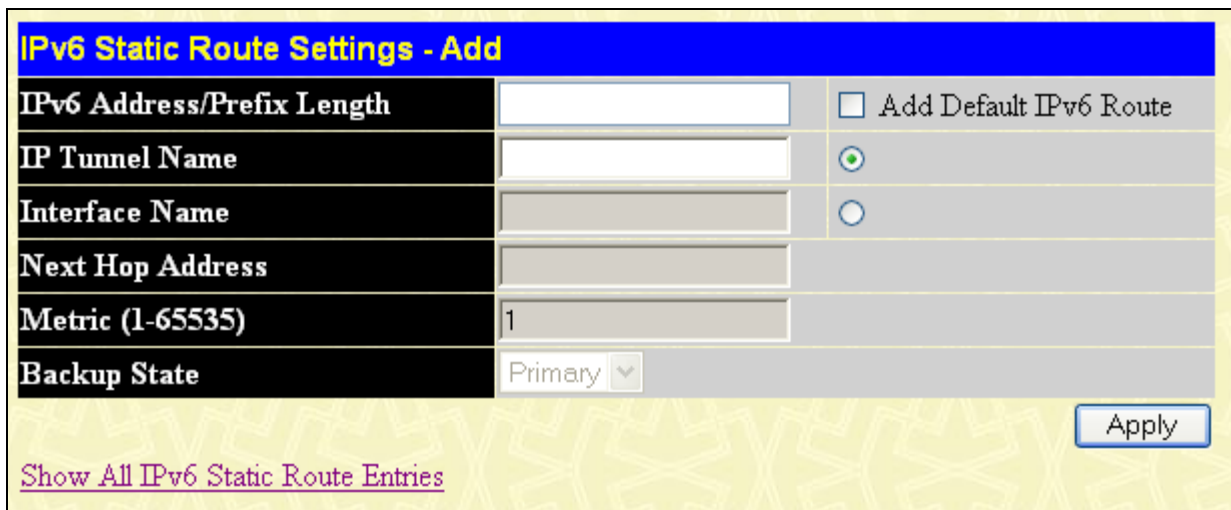 IPv6 Static Route Settings - Add
IPv6 Address/Prefix Length Add Default IPv6 Route
IP Tunnel Name
Interface Name
Next Hop Address
Metric (1-65535) 1
Backup State Primary
Apply
Show All IPv6 Static Route Entries